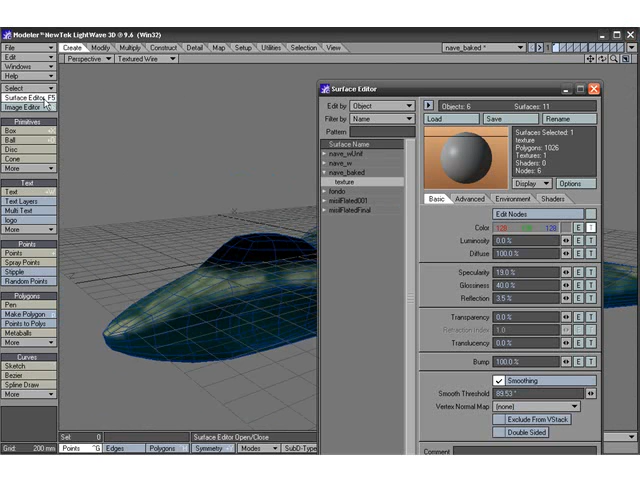 Modeler™ NewTek LightWave 3D ® 9.6 (Win32)
File
Create Modify Multiply Construct Detail Map Setup Utilities Selection View
nave_baked *
1
Edit
Perspective
Textured Wire
Windows
Help
Select
Surface Editor F5
Image Editor
Primitives
Box
Ball
Disc
Cone
More
Text
Text
Text Layers
Multi Text
logo
More
Points
Points
Spray Points
Stipple
Random Points
Polygons
Pen
Make Polygon
Points to Polys
Metaballs
More
Curves
Sketch
Bezier
Spline Draw
More
Grid: 200 mm
Surface Editor
Edit by Object
Filter by Name
Pattern
Surface Name
nave_wUnif
nave_w
nave_baked
texture
fondo
misilFlated001
misilFlatedFinal
Objects: 6 Surfaces: 11
Load Save Rename
Surfaces Selected: 1
texture
Polygons: 1026
Textures: 1
Shaders: 0
Nodes: 6
Display Options
Basic Advanced Environment Shaders
Edit Nodes
Color 128 128 128 E T
Luminosity 0.0 % E T
Diffuse 100.0 % E T
Specularity 19.0 % E T
Glossiness 40.0 % E T
Reflection 3.5 % E T
Transparency 0.0 % E T
Refraction Index 1.0 E T
Translucency 0.0 % E T
Bump 100.0 % E T
Smoothing
Smooth Threshold 89.53 °
Vertex Normal Map (none)
Exclude From VStack
Double Sided
Comment
Sel: 0 Surface Editor Open/Close
Points ^G Edges Polygons Symmetry Modes SubD-Type